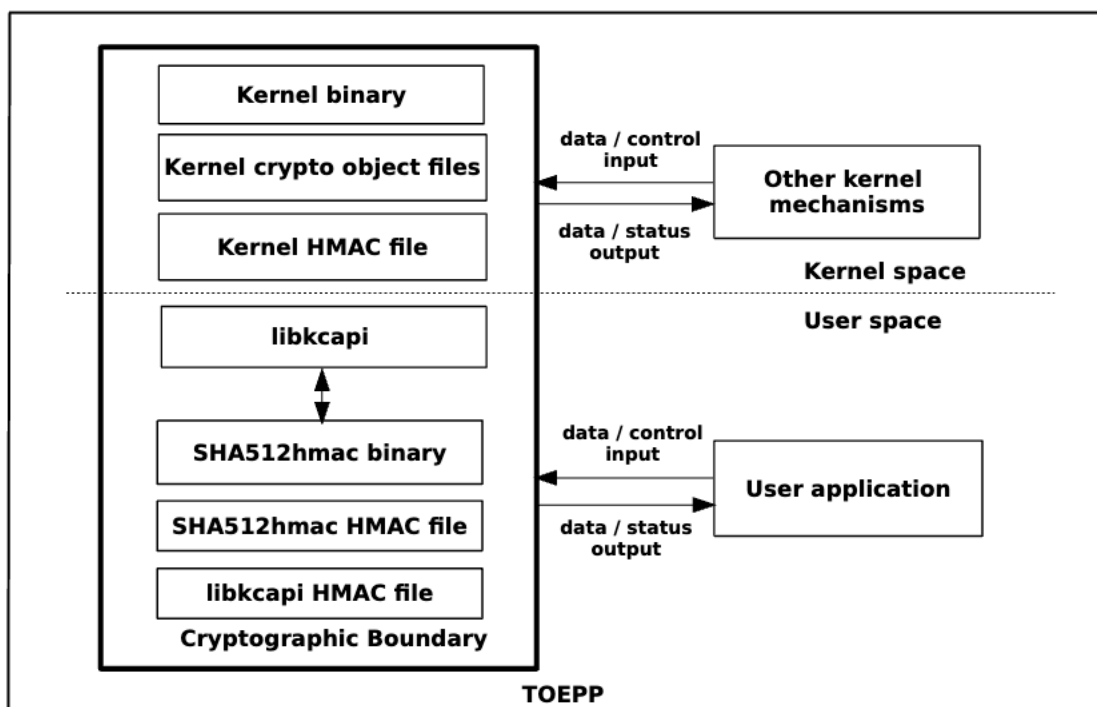 Kernel binary
Kernel crypto object files
Kernel HMAC file
data / control
input
data / status
output
Other kernel
mechanisms
Kernel space
User space
libkcapi
SHA512hmac binary
SHA512hmac HMAC file
libkcapi HMAC file
Cryptographic Boundary
data / control
input
data / status
output
User application
TOEPP